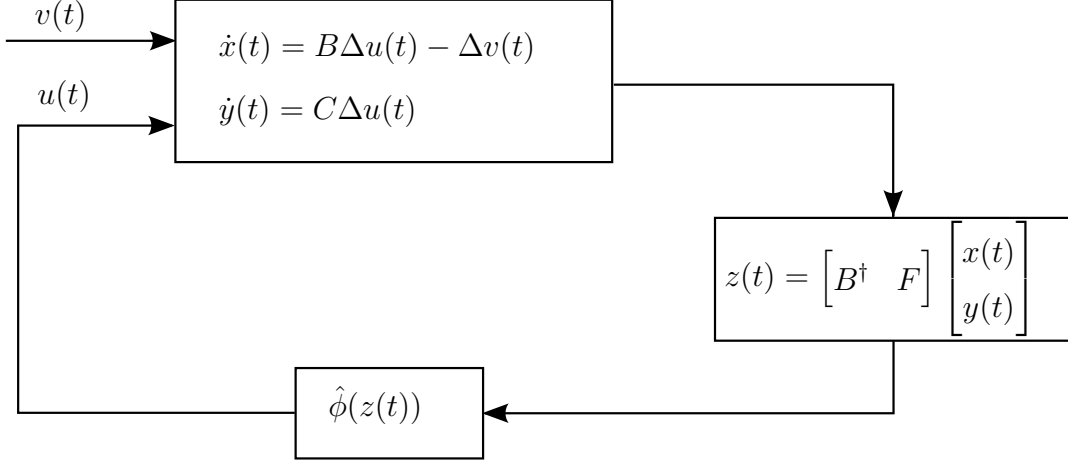 v(t)
ẋ(t) = BΔu(t) − Δv(t)
u(t)
ẏ(t) = CΔu(t)
z(t) = [B† F] [x(t) y(t)]
φ̂(z(t))